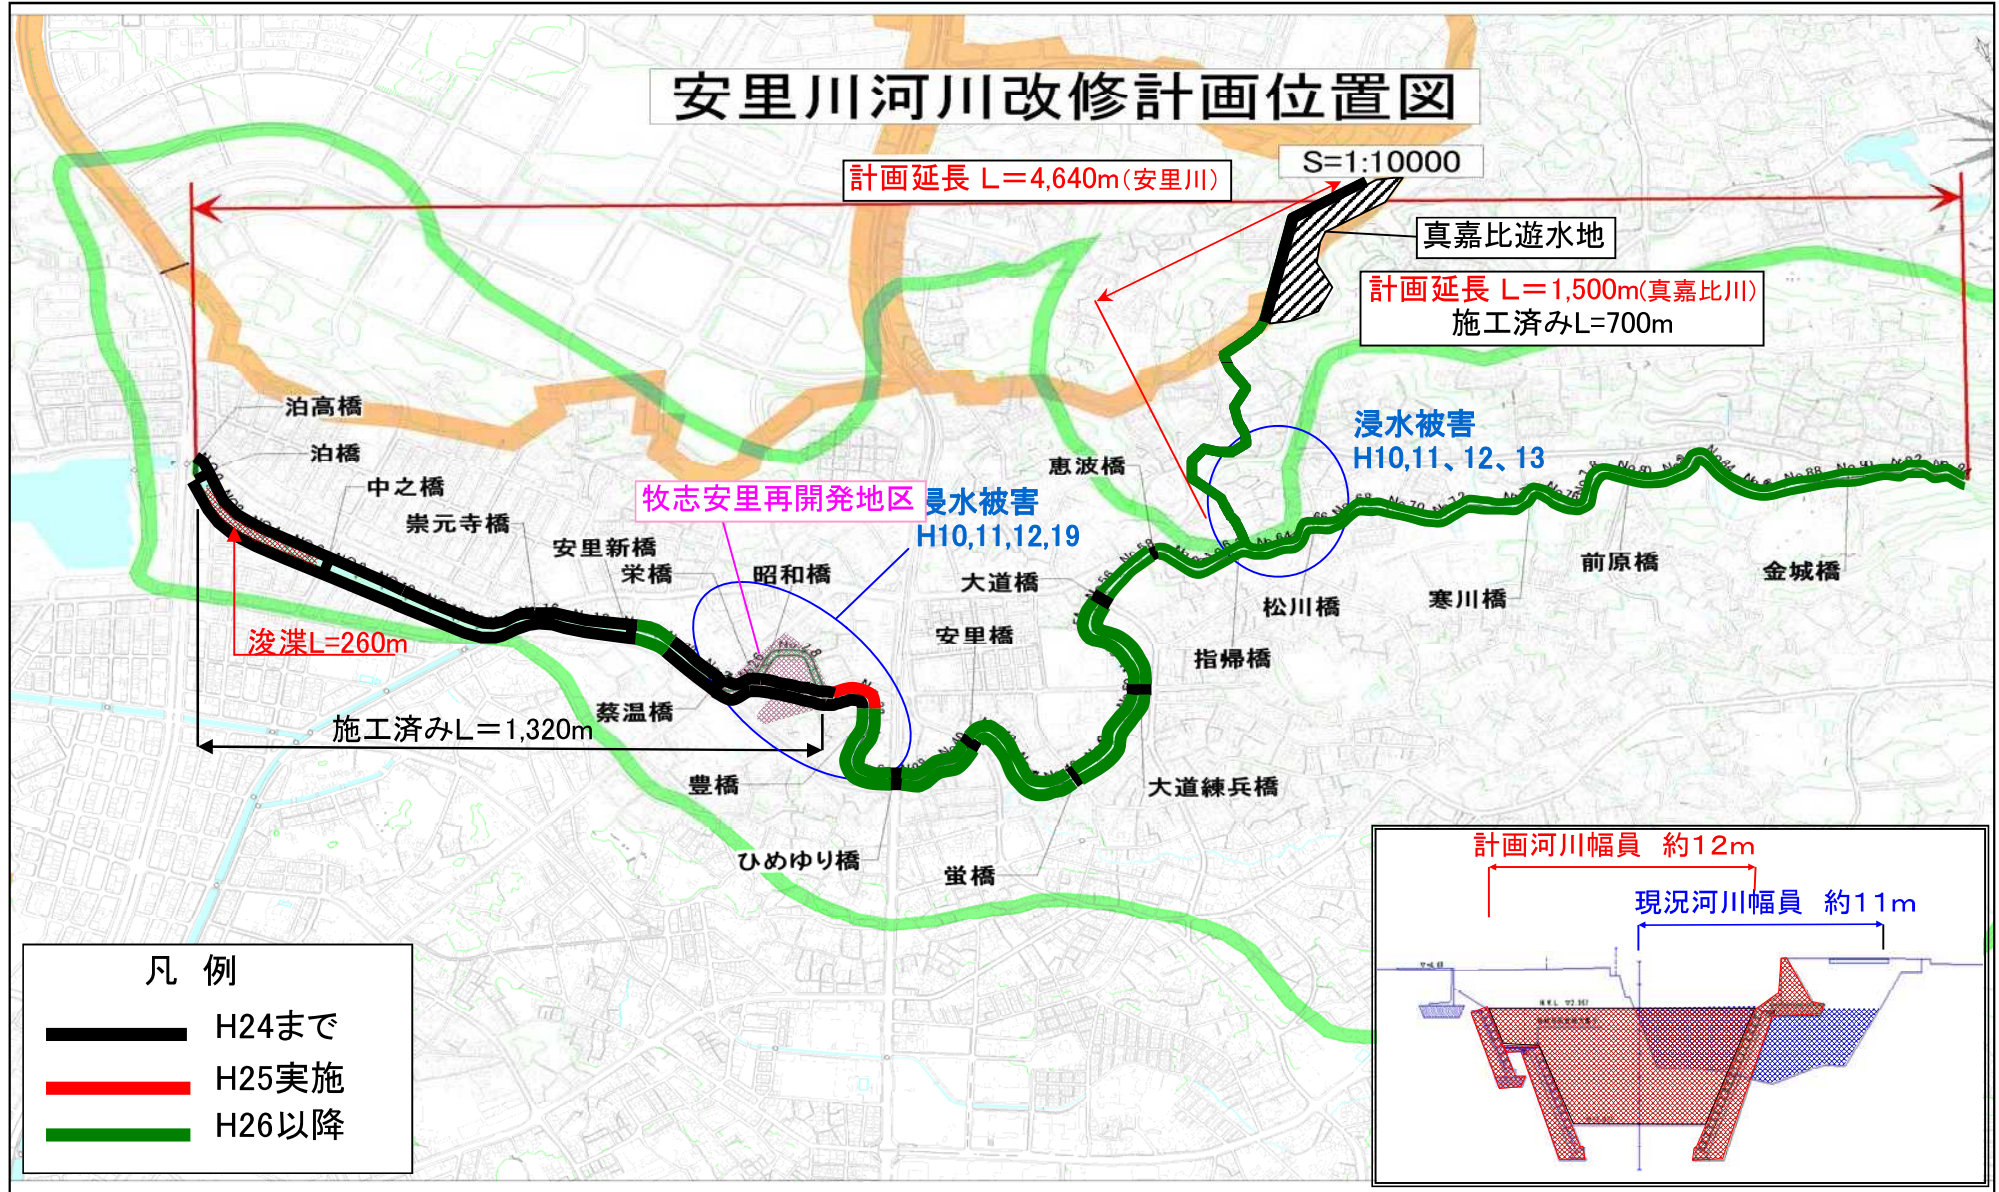 安里川河川改修計画位置図
S=1:10000
計画延長 L=4,640m(安里川)
真嘉比遊水地
計画延長 L=1,500m(真嘉比川)
施工済みL=700m
泊高橋
泊橋
中之橋
崇元寺橋
安里新橋
栄橋
昭和橋
牧志安里再開発地区
浸水被害
H10,11,12,19
恵波橋
浸水被害
H10,11、12、13
大道橋
安里橋
松川橋
寒川橋
前原橋
金城橋
指帰橋
浚渫L=260m
蔡温橋
施工済みL=1,320m
豊橋
大道練兵橋
ひめゆり橋
蛍橋
凡 例
H24まで
H25実施
H26以降
計画河川幅員 約12m
現況河川幅員 約11m